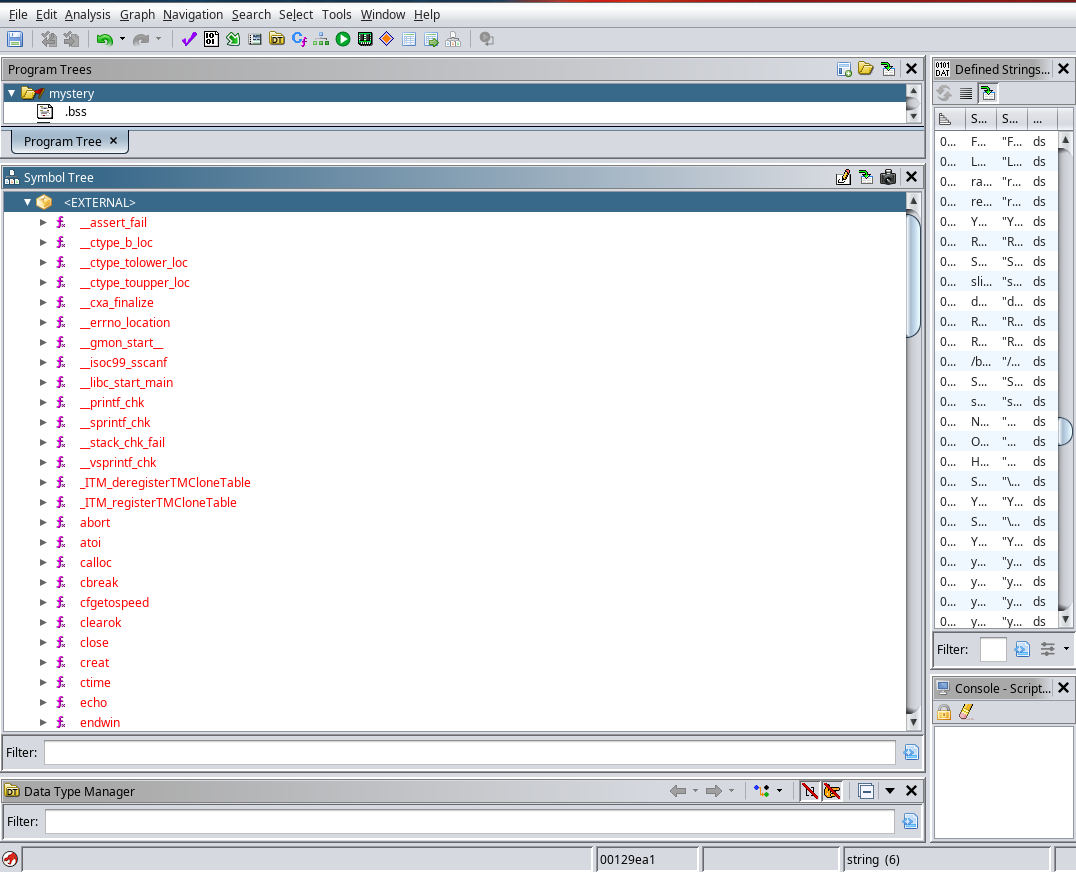 File Edit Analysis Graph Navigation Search Select Tools Window Help
Program Trees
mystery
.bss
Program Tree ×
Symbol Tree
<EXTERNAL>
__assert_fail
__ctype_b_loc
__ctype_tolower_loc
__ctype_toupper_loc
__cxa_finalize
__errno_location
__gmon_start__
__isoc99_sscanf
__libc_start_main
__printf_chk
__sprintf_chk
__stack_chk_fail
__vsprintf_chk
_ITM_deregisterTMCloneTable
_ITM_registerTMCloneTable
abort
atoi
calloc
cbreak
cfgetospeed
clearok
close
creat
ctime
echo
endwin
Filter:
Data Type Manager
Filter:
Defined Strings...
S... S... ...
0... F... "F... ds
0... L... "L... ds
0... ra... "r... ds
0... re... "r... ds
0... Y... "Y... ds
0... R... "R... ds
0... S... "S... ds
0... sli... "s... ds
0... d... "d... ds
0... R... "R... ds
0... R... "R... ds
0... /b... "/... ds
0... S... "S... ds
0... s... "s... ds
0... N... "... ds
0... O... "... ds
0... H... "... ds
0... S... "\... ds
0... Y... "Y... ds
0... S... "\... ds
0... Y... "Y... ds
0... y... "y... ds
0... y... "y... ds
0... y... "y... ds
0... y... "y... ds
Filter:
Console - Script...
00129ea1
string (6)